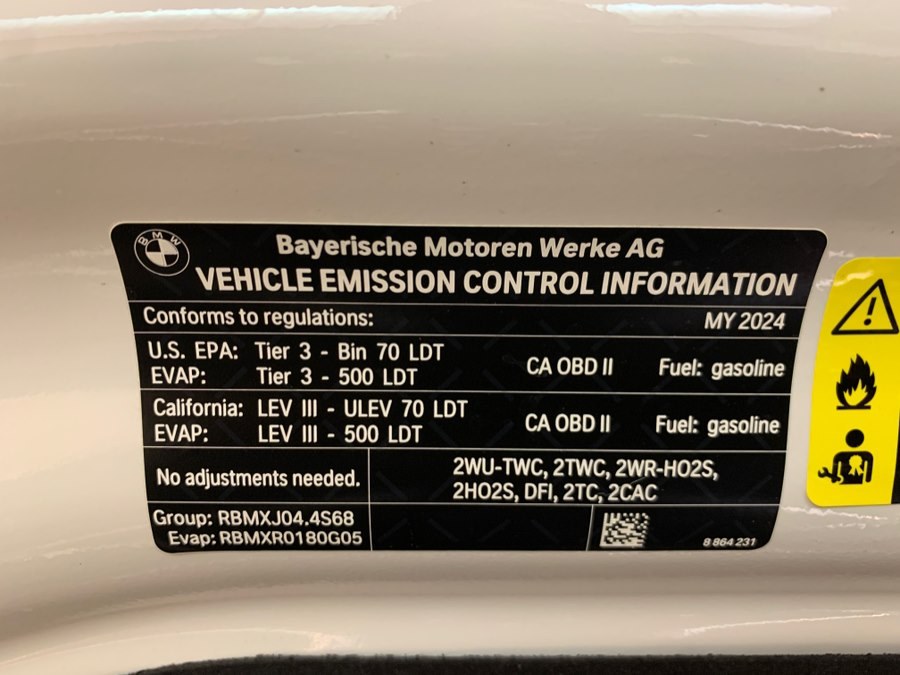 BMW
Bayerische Motoren Werke AG
VEHICLE EMISSION CONTROL INFORMATION
Conforms to regulations: MY 2024
U.S. EPA: Tier 3 - Bin 70 LDT
EVAP: Tier 3 - 500 LDT
CA OBD II Fuel: gasoline
California: LEV III - ULEV 70 LDT
EVAP: LEV III - 500 LDT
CA OBD II Fuel: gasoline
No adjustments needed.
2WU-TWC, 2TWC, 2WR-HO2S,
2HO2S, DFI, 2TC, 2CAC
Group: RBMXJ04.4S68
Evap: RBMXR0180G05
8 864 231